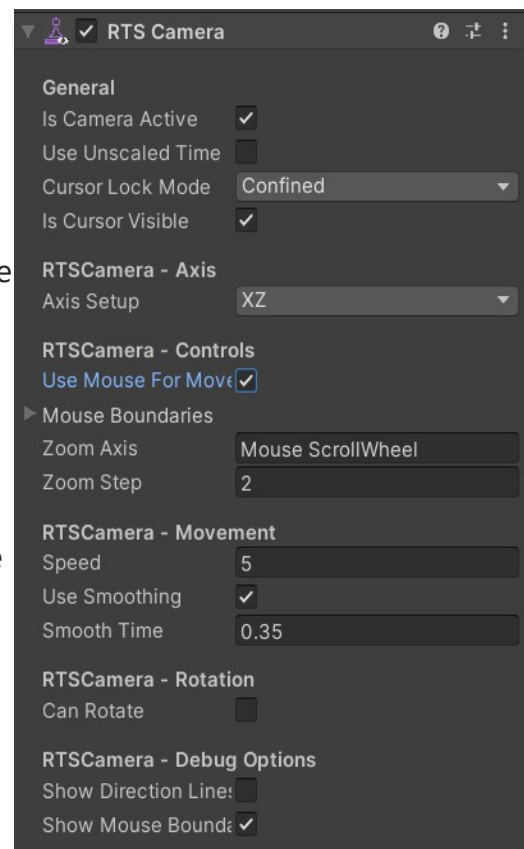 RTS Camera
General
Is Camera Active
Use Unscaled Time
Cursor Lock Mode Confined
Is Cursor Visible
e
RTSCamera - Axis
Axis Setup XZ
RTSCamera - Controls
Use Mouse For Move
Mouse Boundaries
Zoom Axis Mouse ScrollWheel
Zoom Step 2
RTSCamera - Movement
e
Speed 5
Use Smoothing
Smooth Time 0.35
RTSCamera - Rotation
Can Rotate
RTSCamera - Debug Options
Show Direction Lines
Show Mouse Bounda